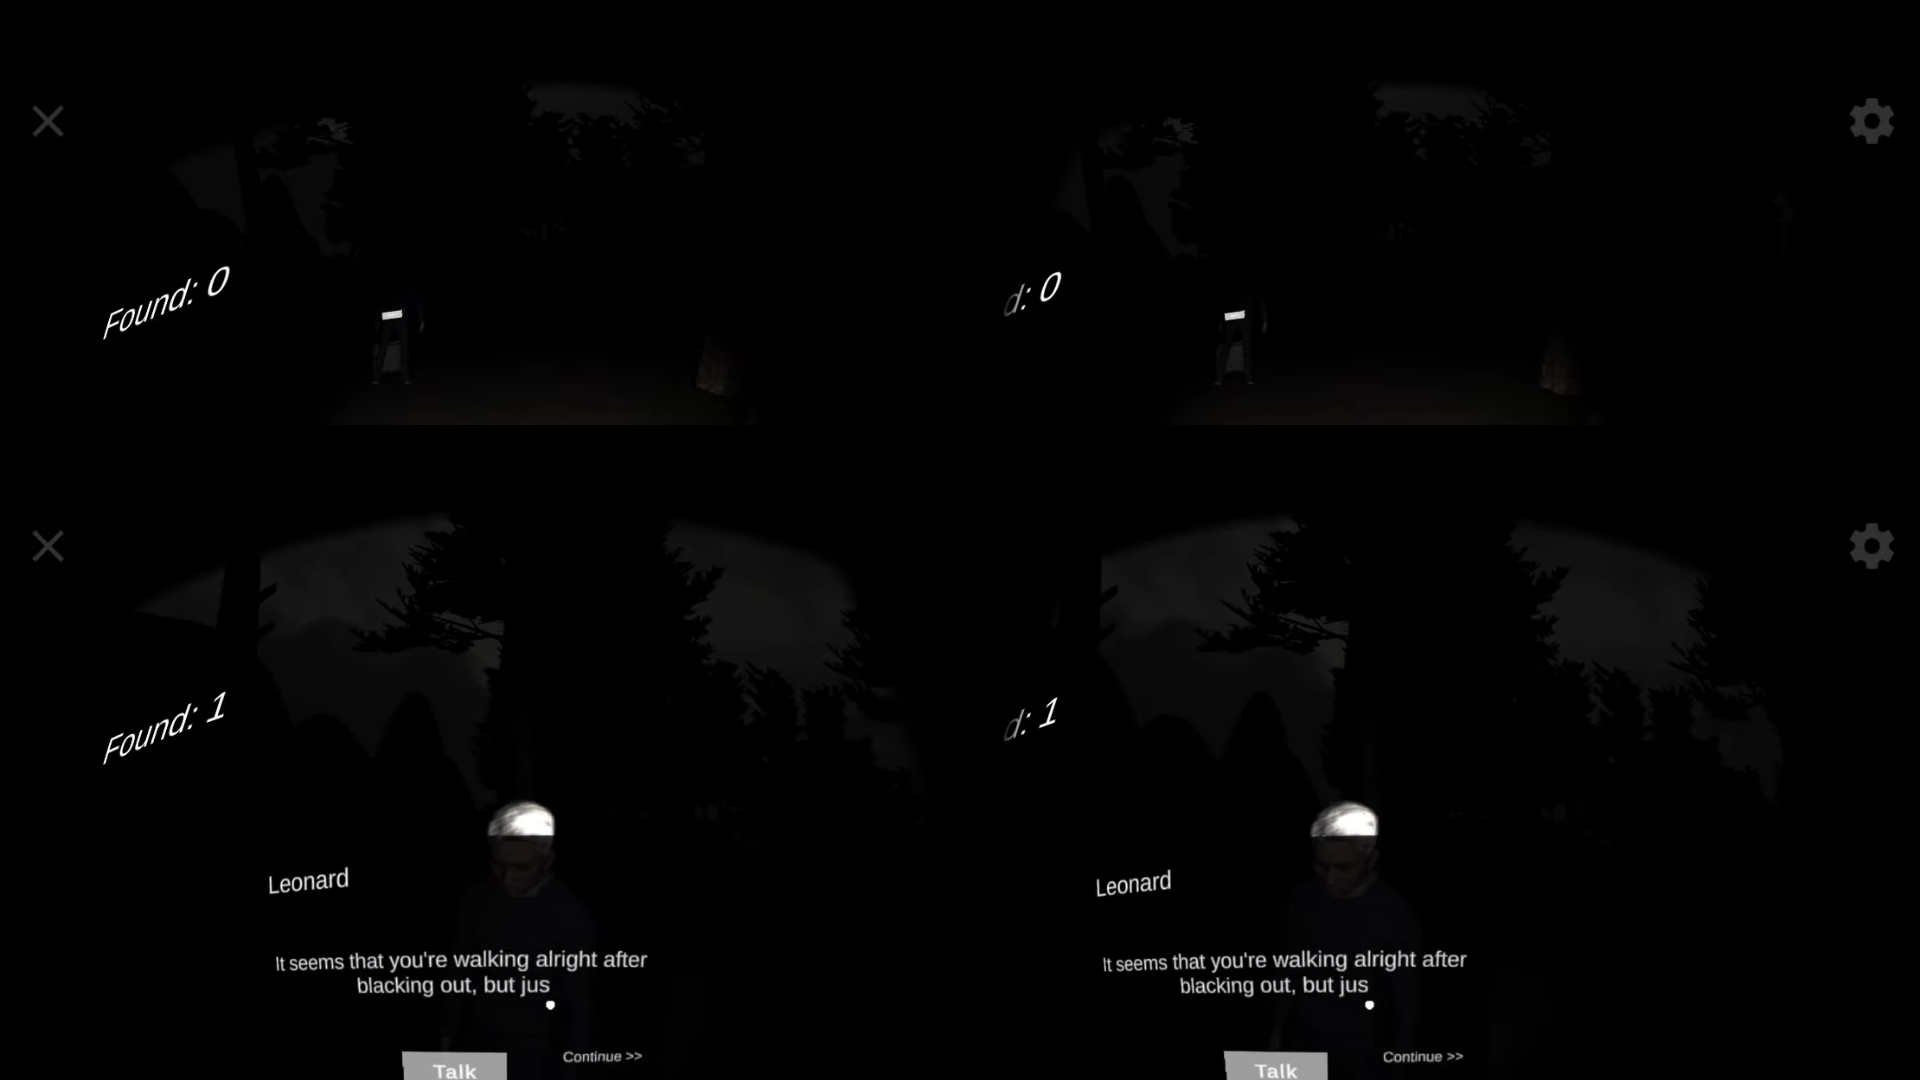 Found: 0
d: 0
Found: 1
d: 1
Leonard
Leonard
It seems that you're walking alright after
blacking out, but jus
It seems that you're walking alright after
blacking out, but jus
Continue >>
Talk
Continue >>
Talk